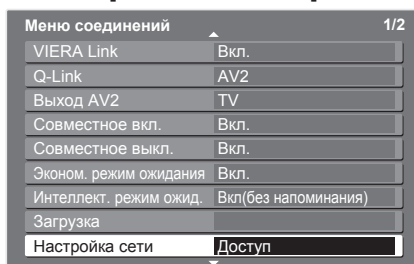 Меню соединений 1/2
VIERA Link Вкл.
Q-Link AV2
Выход AV2 TV
Совместное вкл. Вкл.
Совместное выкл. Вкл.
Эконом. режим ожидания Вкл.
Интеллект. режим ожид. Вкл(без напоминания)
Загрузка
Настройка сети Доступ